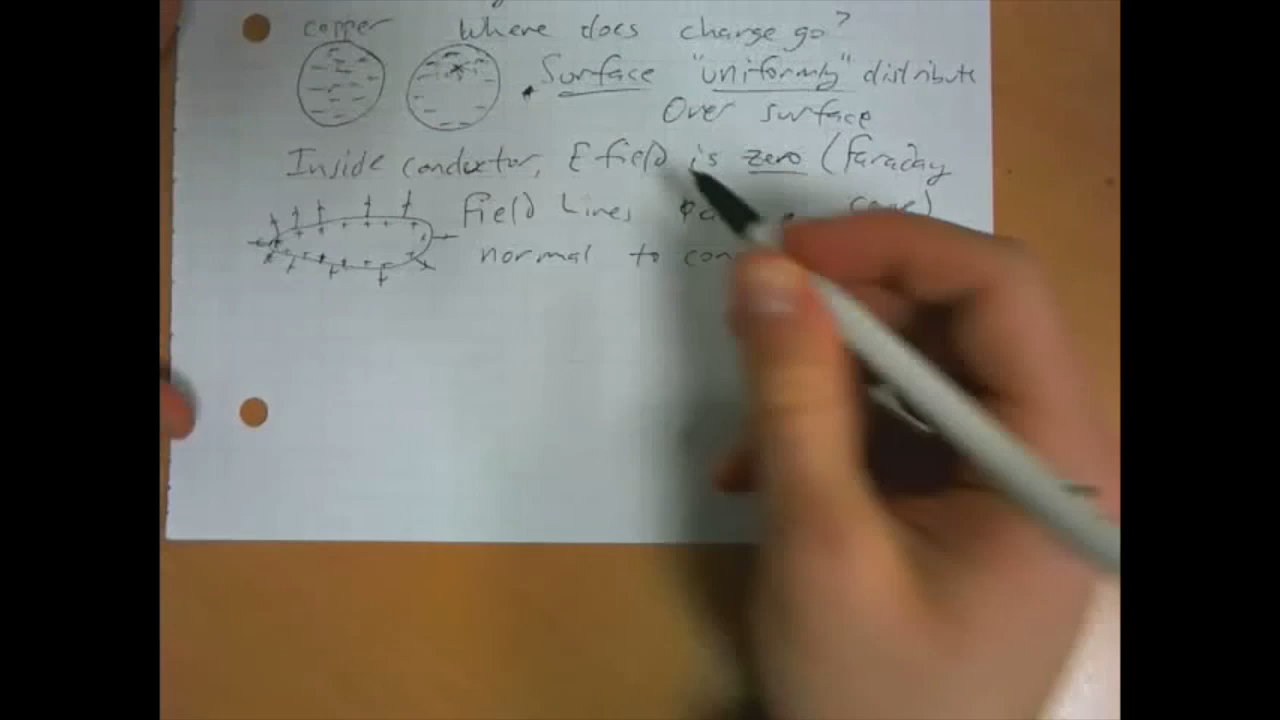 copper Where does charge go?
Surface "uniformly" distribute
Over surface
Inside conductor, E field is zero (Faraday
Field Lines cage)
normal to